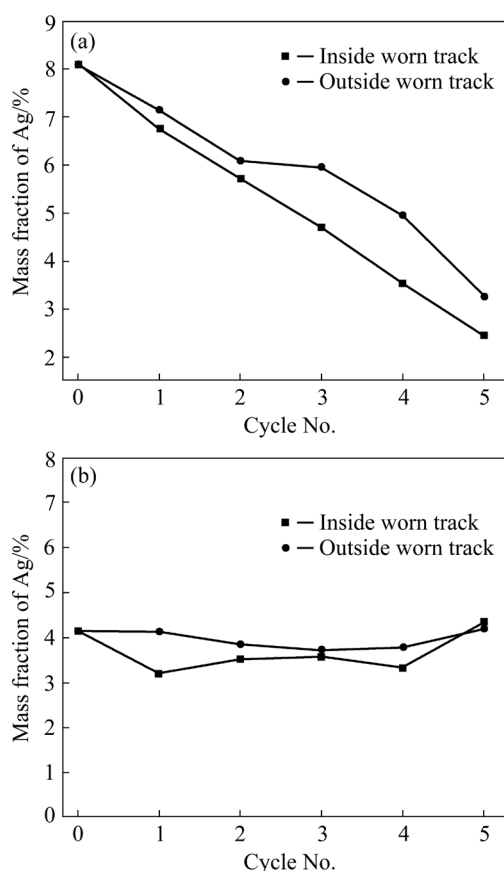 (a)
Inside worn track
Outside worn track
Mass fraction of Ag/%
9
8
7
6
5
4
3
2
0 1 2 3 4 5
Cycle No.
(b)
Inside worn track
Outside worn track
Mass fraction of Ag/%
8
7
6
5
4
3
2
1
0
0 1 2 3 4 5
Cycle No.